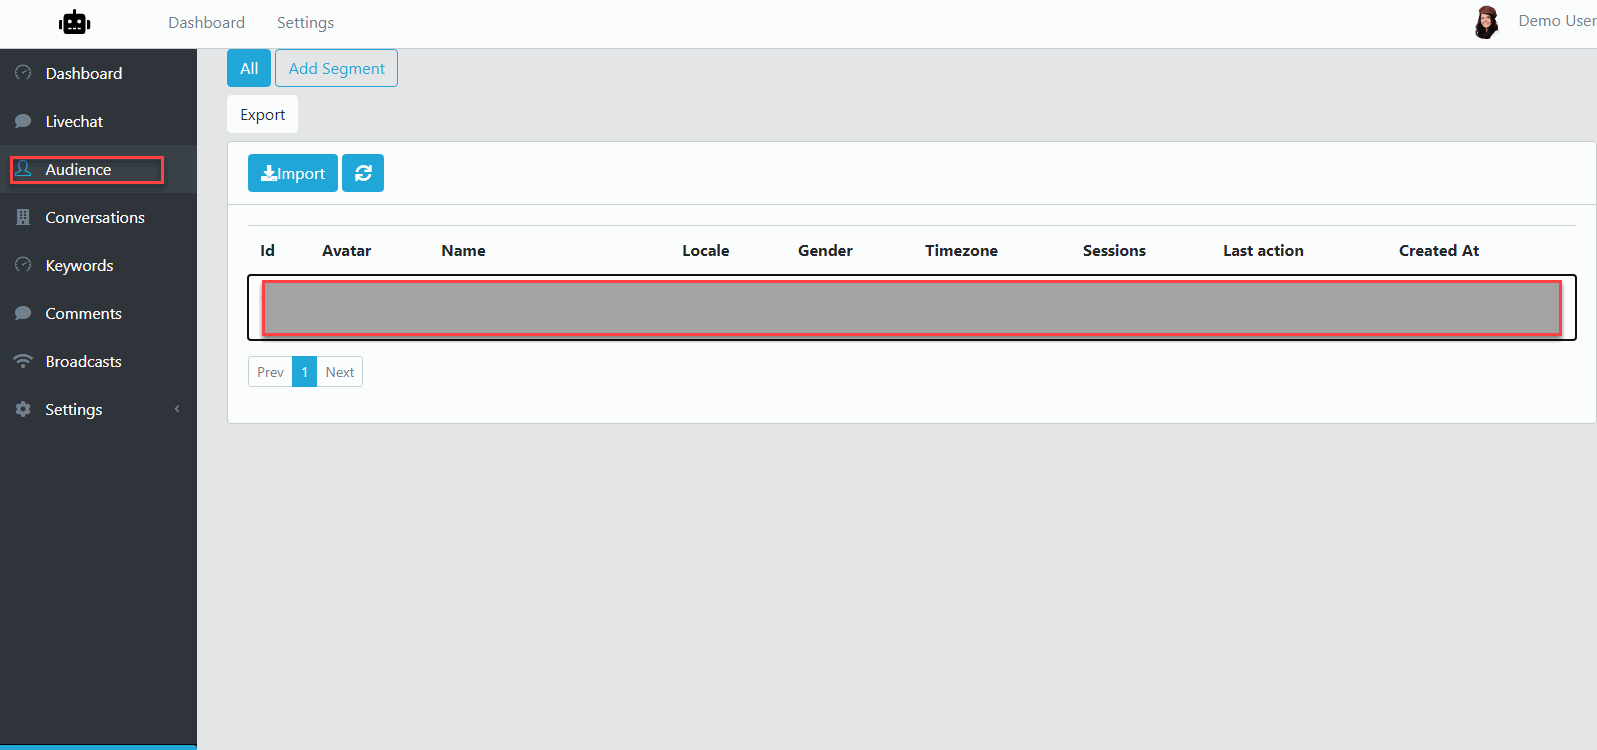 Dashboard Settings Demo User
Dashboard
Livechat
Audience
Conversations
Keywords
Comments
Broadcasts
Settings
All Add Segment
Export
Import
Id Avatar Name Locale Gender Timezone Sessions Last action Created At
Prev 1 Next